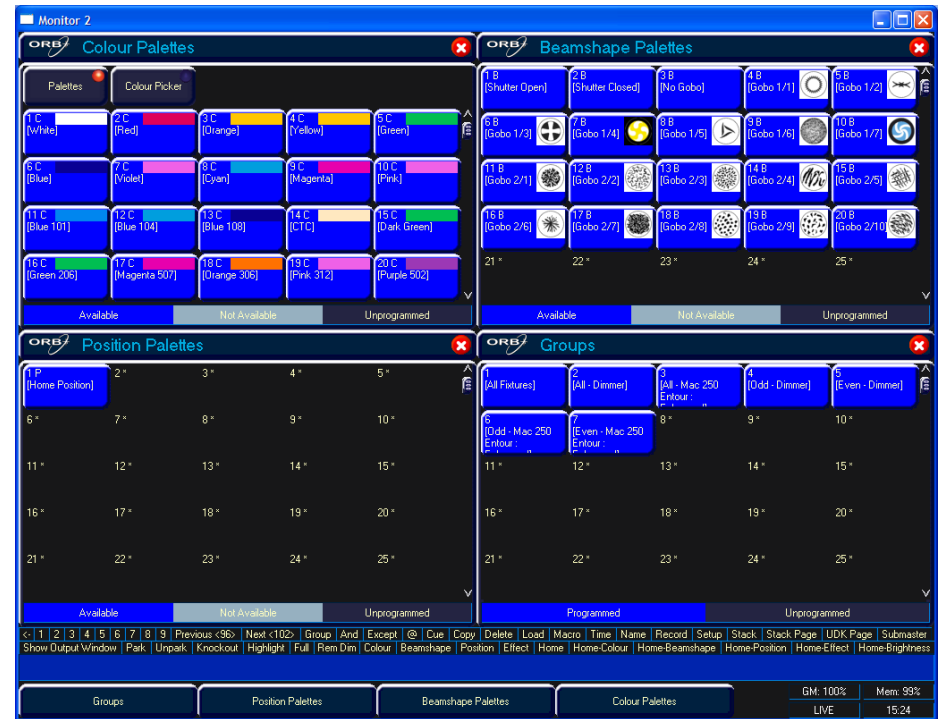 Monitor 2
ORB Colour Palettes
Palettes
Colour Picker
1 C
[White]
2 C
[Red]
3 C
[Orange]
4 C
[Yellow]
5 C
[Green]
6 C
[Blue]
7 C
[Violet]
8 C
[Cyan]
9 C
[Magenta]
10 C
[Pink]
11 C
[Blue 101]
12 C
[Blue 104]
13 C
[Blue 108]
14 C
[CTC]
15 C
[Dark Green]
16 C
[Green 206]
17 C
[Magenta 507]
18 C
[Orange 306]
19 C
[Pink 312]
20 C
[Purple 502]
Available Not Available Unprogrammed
ORB Beamshape Palettes
1 B
[Shutter Open]
2 B
[Shutter Closed]
3 B
[No Gobo]
4 B
[Gobo 1/1]
5 B
[Gobo 1/2]
6 B
[Gobo 1/3]
7 B
[Gobo 1/4]
8 B
[Gobo 1/5]
9 B
[Gobo 1/6]
10 B
[Gobo 1/7]
11 B
[Gobo 2/1]
12 B
[Gobo 2/2]
13 B
[Gobo 2/3]
14 B
[Gobo 2/4]
15 B
[Gobo 2/5]
16 B
[Gobo 2/6]
17 B
[Gobo 2/7]
18 B
[Gobo 2/8]
19 B
[Gobo 2/9]
20 B
[Gobo 2/10]
21 * 22 * 23 * 24 * 25 *
Available Not Available Unprogrammed
ORB Position Palettes
1 P
[Home Position]
2 * 3 * 4 * 5 *
6 * 7 * 8 * 9 * 10 *
11 * 12 * 13 * 14 * 15 *
16 * 17 * 18 * 19 * 20 *
21 * 22 * 23 * 24 * 25 *
Available Not Available Unprogrammed
ORB Groups
1
[All Fixtures]
2
[All - Dimmer]
3
[All - Mac 250
Entour :
4
[Odd - Dimmer]
5
[Even - Dimmer]
6
[Odd - Mac 250
Entour :
7
[Even - Mac 250
Entour :
8 * 9 * 10 *
11 * 12 * 13 * 14 * 15 *
16 * 17 * 18 * 19 * 20 *
21 * 22 * 23 * 24 * 25 *
Programmed Unprogrammed
<- 1 2 3 4 5 6 7 8 9 Previous <96> Next <102> Group And Except @ Cue Copy Delete Load Macro Time Name Record Setup Stack Stack Page UDK Page Submaster
Show Output Window Park Unpark Knockout Highlight Full Rem Dim Colour Beamshape Position Effect Home Home-Colour Home-Beamshape Home-Position Home-Effect Home-Brightness
Groups Position Palettes Beamshape Palettes Colour Palettes
GM: 100% Mem: 99%
LIVE 15:24